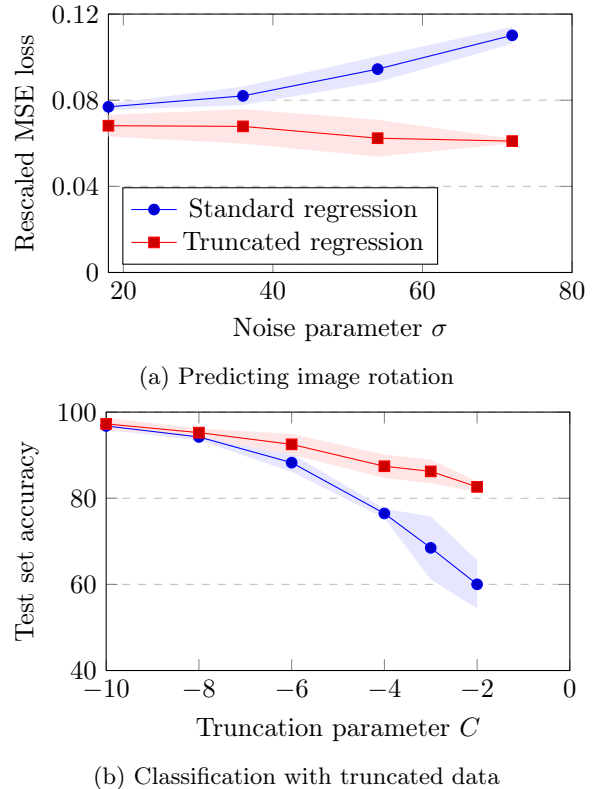 0.12
0.08
0.04
0
Rescaled MSE loss
Standard regression
Truncated regression
20 40 60 80
Noise parameter σ
(a) Predicting image rotation
100
80
60
40
Test set accuracy
−10 −8 −6 −4 −2 0
Truncation parameter C
(b) Classification with truncated data